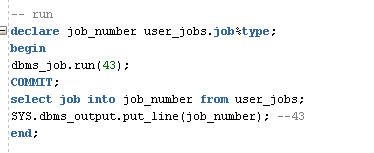 -- run
declare job_number user_jobs.job%type;
begin
dbms_job.run(43);
COMMIT;
select job into job_number from user_jobs;
SYS.dbms_output.put_line(job_number); --43
end;